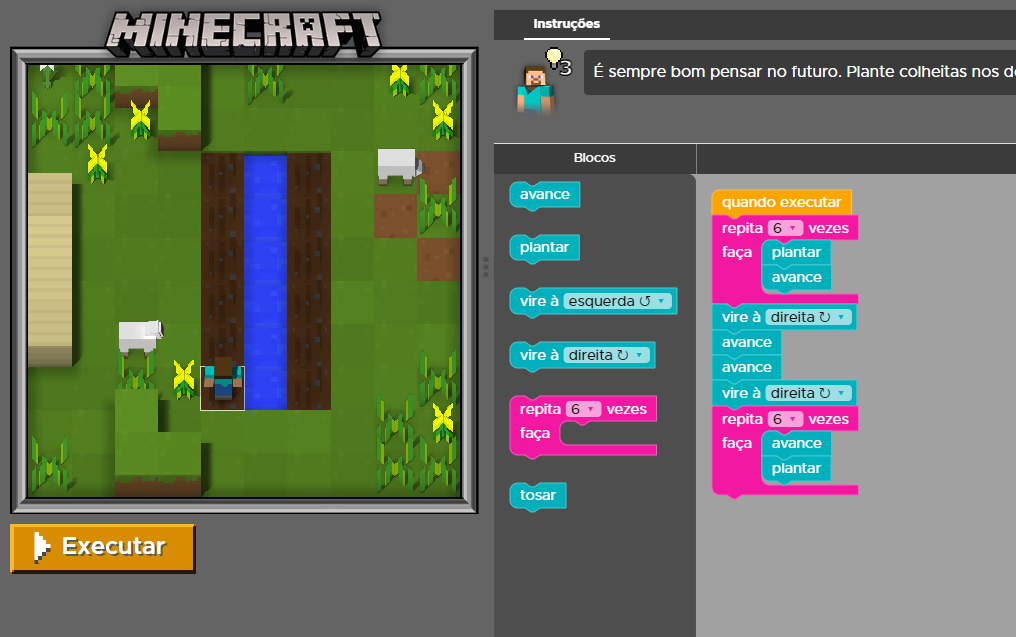 MINECRAFT
Instruções
3
É sempre bom pensar no futuro. Plante colheitas nos
Blocos
avance
plantar
vire à esquerda ↺ ▼
vire à direita ↻ ▼
repita 6 ▼ vezes
faça
tosar
quando executar
repita 6 ▼ vezes
faça plantar
avance
vire à direita ↻ ▼
avance
avance
vire à direita ↻ ▼
repita 6 ▼ vezes
faça avance
plantar
Executar